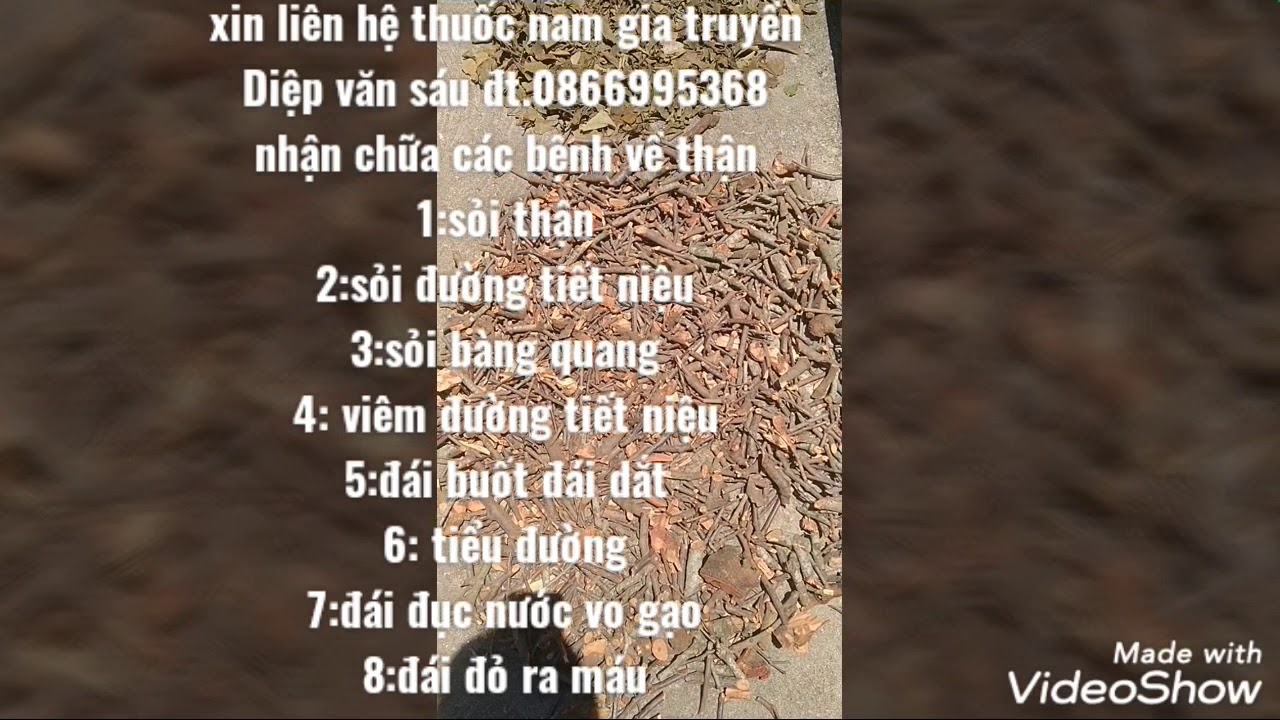 xin liên hệ thuốc nam gia truyền
Diệp văn sáu đt.0866995368
nhận chữa các bệnh về thận
1:sỏi thận
2:sỏi đường tiết niệu
3:sỏi bàng quang
4: viêm đường tiết niệu
5:đái buốt đái dắt
6: tiểu đường
7:đái đục nước vo gạo
8:đái đỏ ra máu
Made with
VideoShow